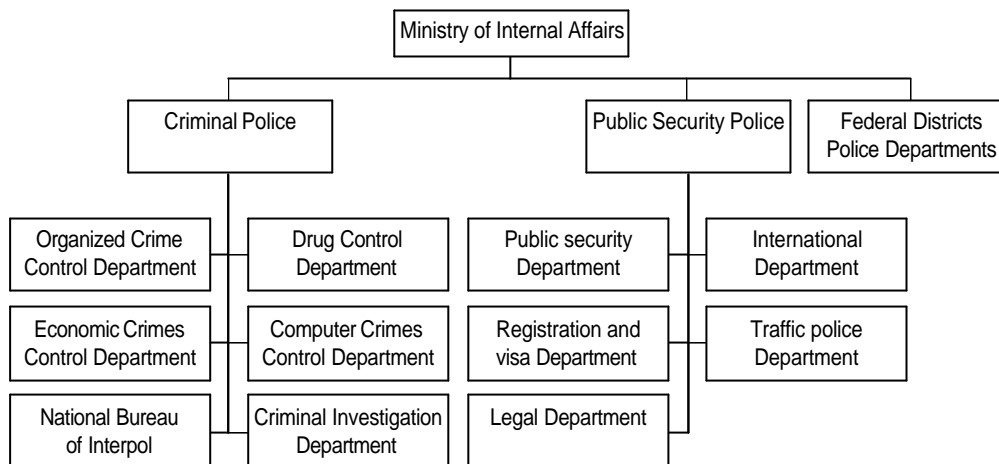 Ministry of Internal Affairs
Criminal Police
Public Security Police
Federal Districts
Police Departments
Organized Crime
Control Department
Drug Control
Department
Public security
Department
International
Department
Economic Crimes
Control Department
Computer Crimes
Control Department
Registration and
visa Department
Traffic police
Department
National Bureau
of Interpol
Criminal Investigation
Department
Legal Department